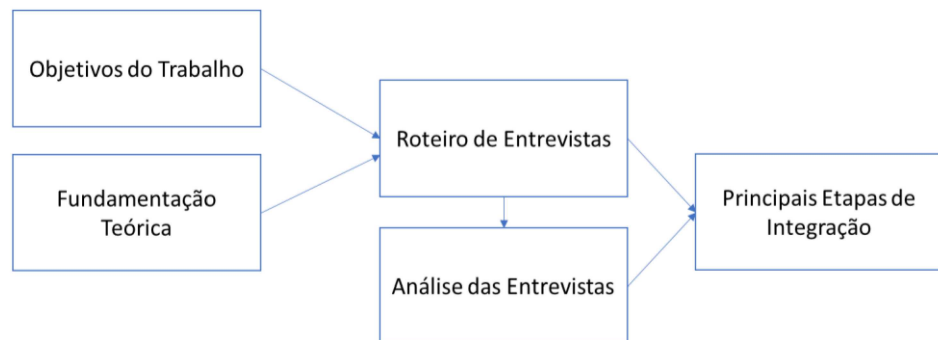 Objetivos do Trabalho
Fundamentação
Teórica
Roteiro de Entrevistas
Análise das Entrevistas
Principais Etapas de
Integração